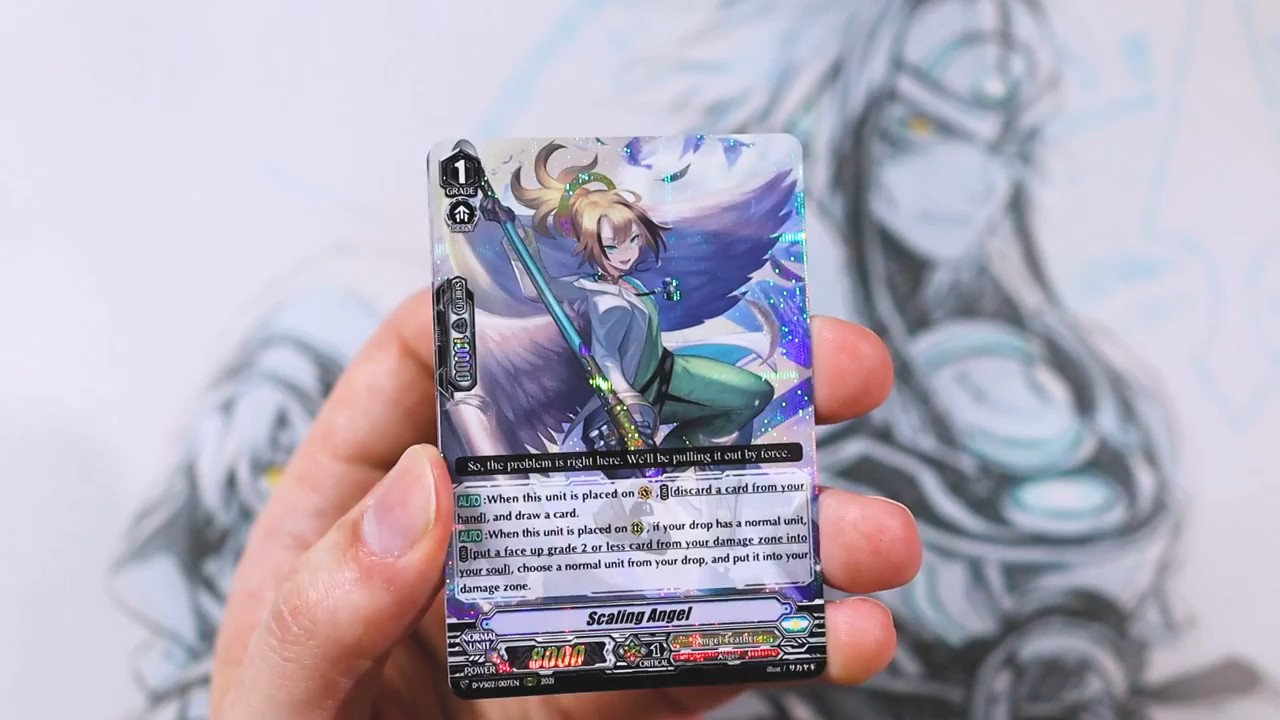 1
GRADE
BOOST
SHIELD
10000
So, the problem is right here. We'll be pulling it out by force.
AUTO :When this unit is placed on , [discard a card from your
hand], and draw a card.
AUTO :When this unit is placed on , if your drop has a normal unit,
[put a face up grade 2 or less card from your damage zone into
your soul], choose a normal unit from your drop, and put it into your
damage zone.
Scaling Angel
NORMAL
UNIT
POWER
8000
1
CRITICAL
Angel Feather
Angel
D-VS02/007EN
2021
illust / サカヤギ